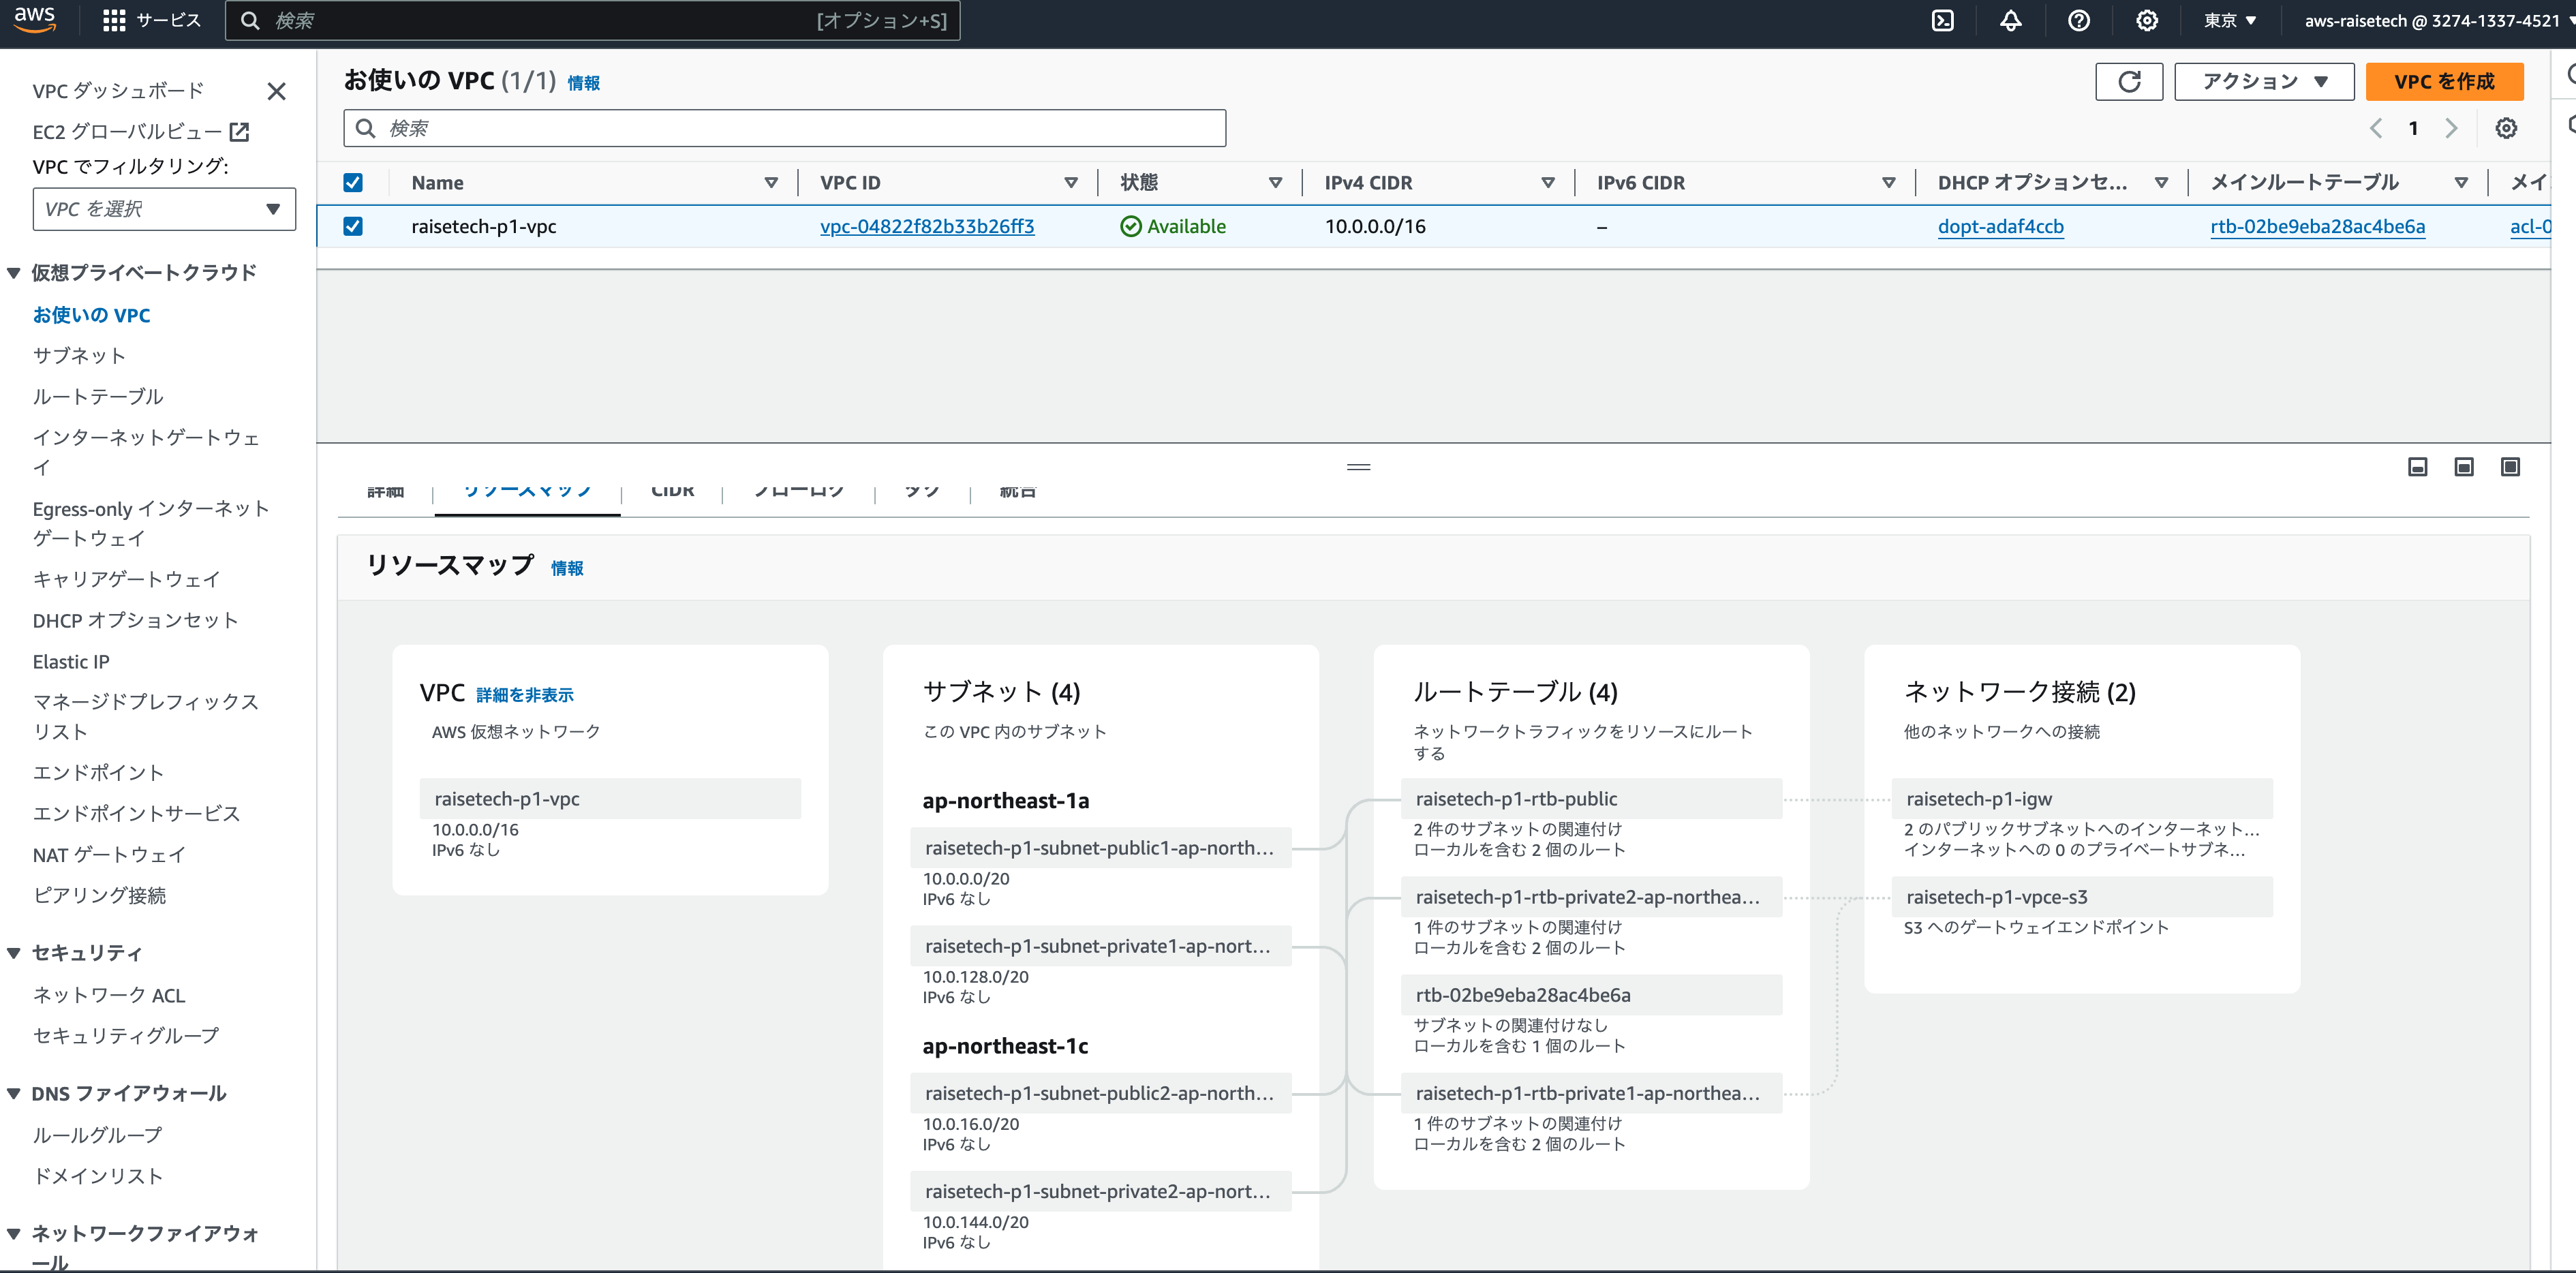 aws
サービス
検索
[オプション+S]
東京 ▼
aws-raisetech @ 3274-1337-4521
VPC ダッシュボード
EC2 グローバルビュー
VPC でフィルタリング:
VPC を選択
仮想プライベートクラウド
お使いの VPC
サブネット
ルートテーブル
インターネットゲートウェ
イ
Egress-only インターネット
ゲートウェイ
キャリアゲートウェイ
DHCP オプションセット
Elastic IP
マネージドプレフィックス
リスト
エンドポイント
エンドポイントサービス
NAT ゲートウェイ
ピアリング接続
セキュリティ
ネットワーク ACL
セキュリティグループ
DNS ファイアウォール
ルールグループ
ドメインリスト
ネットワークファイアウォ
ール
お使いの VPC (1/1) 情報
アクション ▼
VPC を作成
検索
1
Name
VPC ID
状態
IPv4 CIDR
IPv6 CIDR
DHCP オプションセ...
メインルートテーブル
メイ
raisetech-p1-vpc
vpc-04822f82b33b26ff3
Available
10.0.0.0/16
–
dopt-adaf4ccb
rtb-02be9eba28ac4be6a
acl-0
詳細
リソースマップ
CIDR
フローログ
タグ
統合
リソースマップ 情報
VPC 詳細を非表示
AWS 仮想ネットワーク
raisetech-p1-vpc
10.0.0.0/16
IPv6 なし
サブネット (4)
この VPC 内のサブネット
ap-northeast-1a
raisetech-p1-subnet-public1-ap-north...
10.0.0.0/20
IPv6 なし
raisetech-p1-subnet-private1-ap-nort...
10.0.128.0/20
IPv6 なし
ap-northeast-1c
raisetech-p1-subnet-public2-ap-north...
10.0.16.0/20
IPv6 なし
raisetech-p1-subnet-private2-ap-nort...
10.0.144.0/20
IPv6 なし
ルートテーブル (4)
ネットワークトラフィックをリソースにルート
する
raisetech-p1-rtb-public
2 件のサブネットの関連付け
ローカルを含む 2 個のルート
raisetech-p1-rtb-private2-ap-northea...
1 件のサブネットの関連付け
ローカルを含む 2 個のルート
rtb-02be9eba28ac4be6a
サブネットの関連付けなし
ローカルを含む 1 個のルート
raisetech-p1-rtb-private1-ap-northea...
1 件のサブネットの関連付け
ローカルを含む 2 個のルート
ネットワーク接続 (2)
他のネットワークへの接続
raisetech-p1-igw
2 のパブリックサブネットへのインターネット...
インターネットへの 0 のプライベートサブネ...
raisetech-p1-vpce-s3
S3 へのゲートウェイエンドポイント